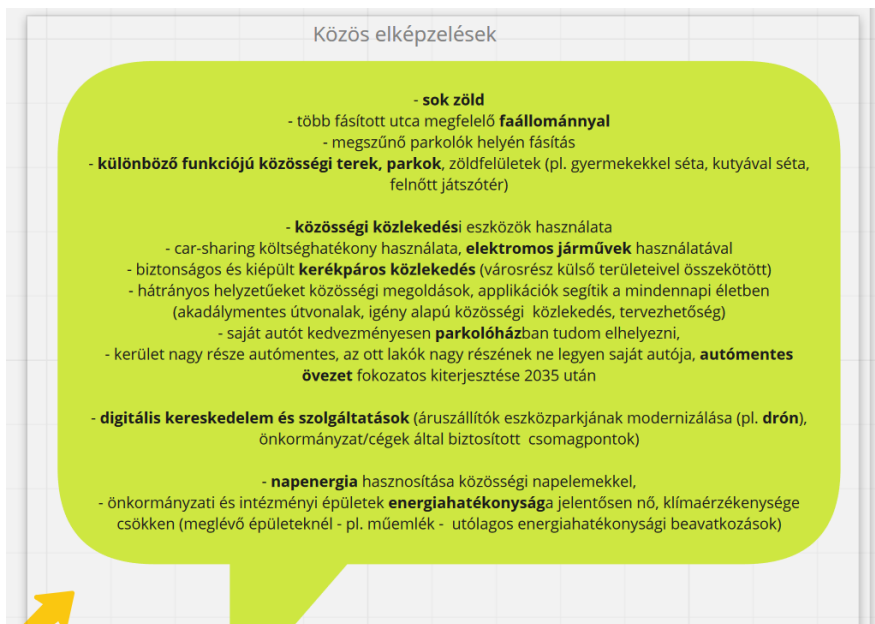 Közös elképzelések
- sok zöld
- több fásított utca megfelelő faállománnyal
- megszűnő parkolók helyén fásítás
- különböző funkciójú közösségi terek, parkok, zöldfelületek (pl. gyermekekkel séta, kutyával séta,
felnőtt játszótér)
- közösségi közlekedési eszközök használata
- car-sharing költséghatékony használata, elektromos járművek használatával
- biztonságos és kiépült kerékpáros közlekedés (városrész külső területeivel összekötött)
- hátrányos helyzetűeket közösségi megoldások, applikációk segítik a mindennapi életben
(akadálymentes útvonalak, igény alapú közösségi  közlekedés, tervezhetőség)
- saját autót kedvezményesen parkolóházban tudom elhelyezni,
- kerület nagy része autómentes, az ott lakók nagy részének ne legyen saját autója, autómentes
övezet fokozatos kiterjesztése 2035 után
- digitális kereskedelem és szolgáltatások (áruszállítók eszközparkjának modernizálása (pl. drón),
önkormányzat/cégek által biztosított  csomagpontok)
- napenergia hasznosítása közösségi napelemekkel,
- önkormányzati és intézményi épületek energiahatékonysága jelentősen nő, klímaérzékenysége
csökken (meglévő épületeknél - pl. műemlék -  utólagos energiahatékonysági beavatkozások)